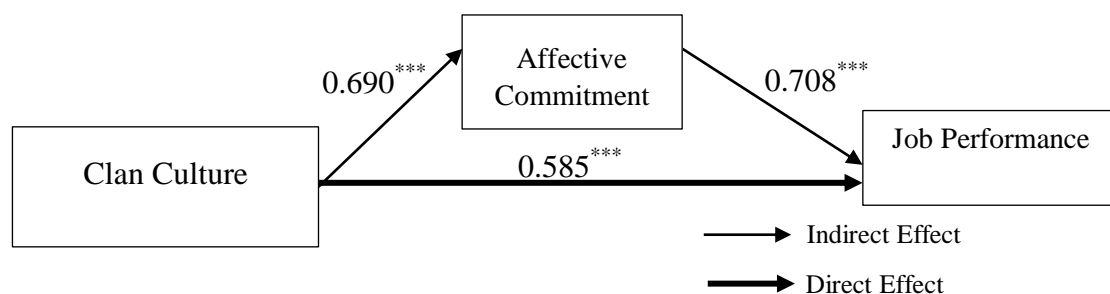 Affective
Commitment
0.690***
0.708***
Job Performance
Clan Culture
0.585***
Indirect Effect
Direct Effect